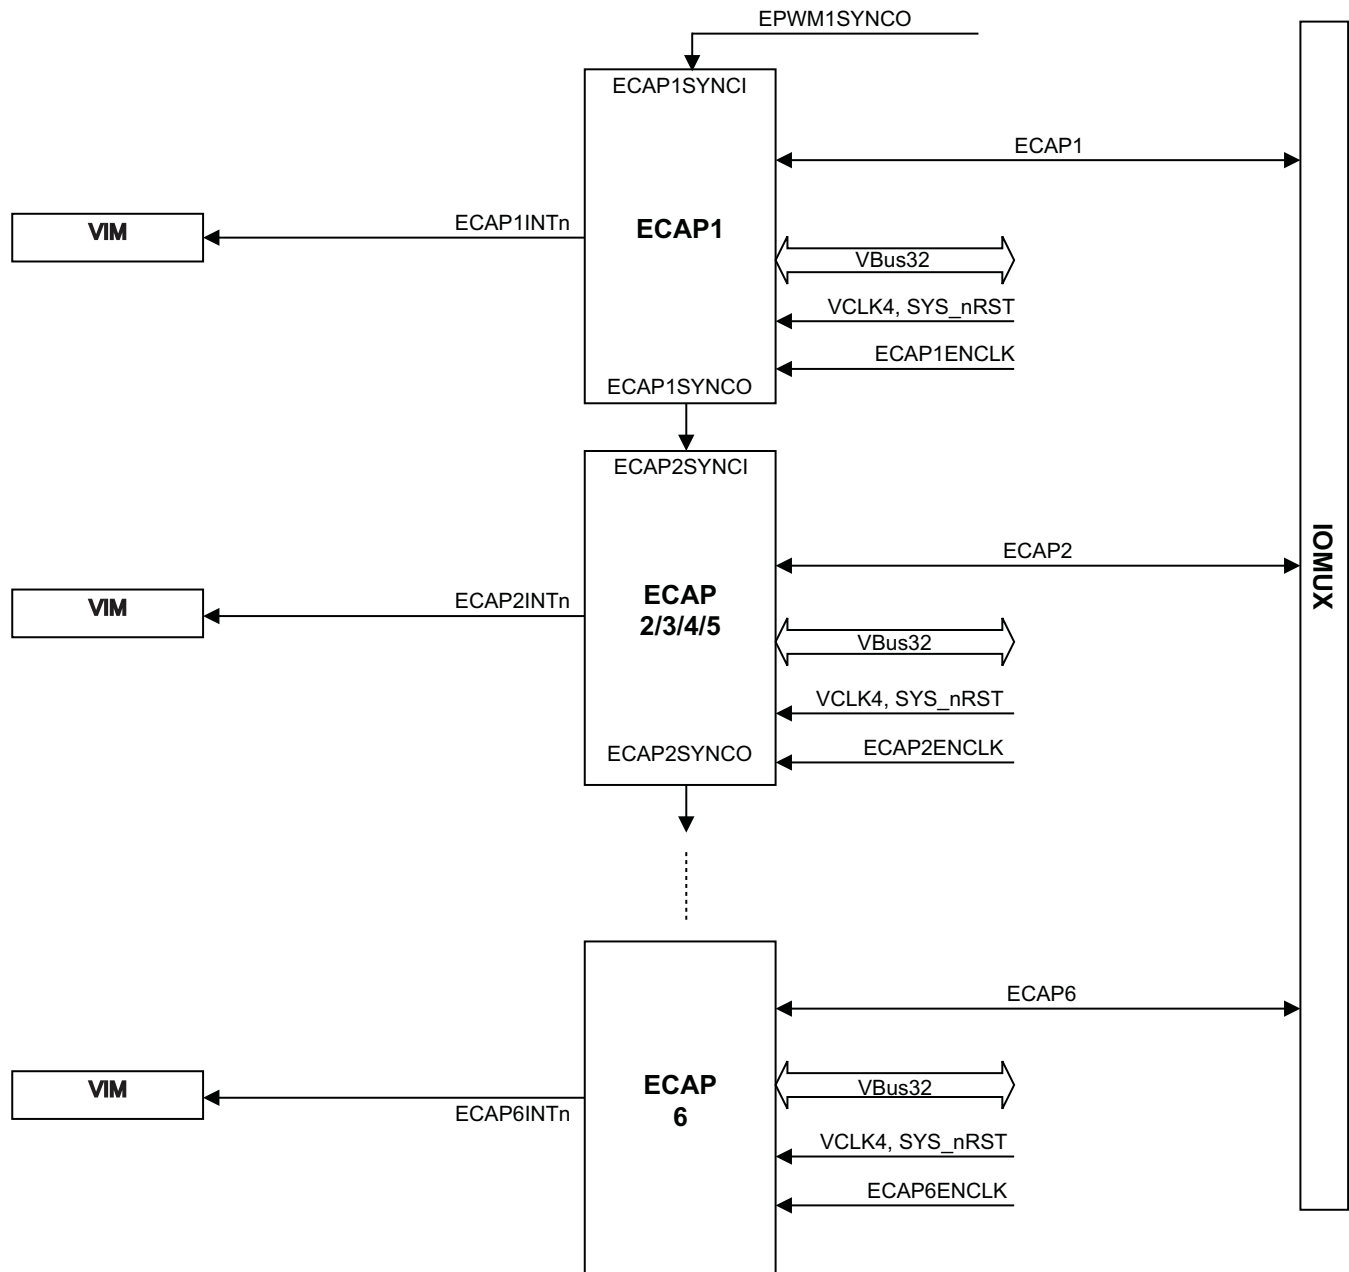 EPWM1SYNCO
ECAP1SYNCI
ECAP1
VIM
ECAP1INTn
ECAP1
VBus32
VCLK4, SYS_nRST
ECAP1ENCLK
ECAP1SYNCO
ECAP2SYNCI
IOMUX
ECAP2
VIM
ECAP2INTn
ECAP
2/3/4/5
VBus32
VCLK4, SYS_nRST
ECAP2SYNCO
ECAP2ENCLK
ECAP6
VIM
ECAP6INTn
ECAP
6
VBus32
VCLK4, SYS_nRST
ECAP6ENCLK